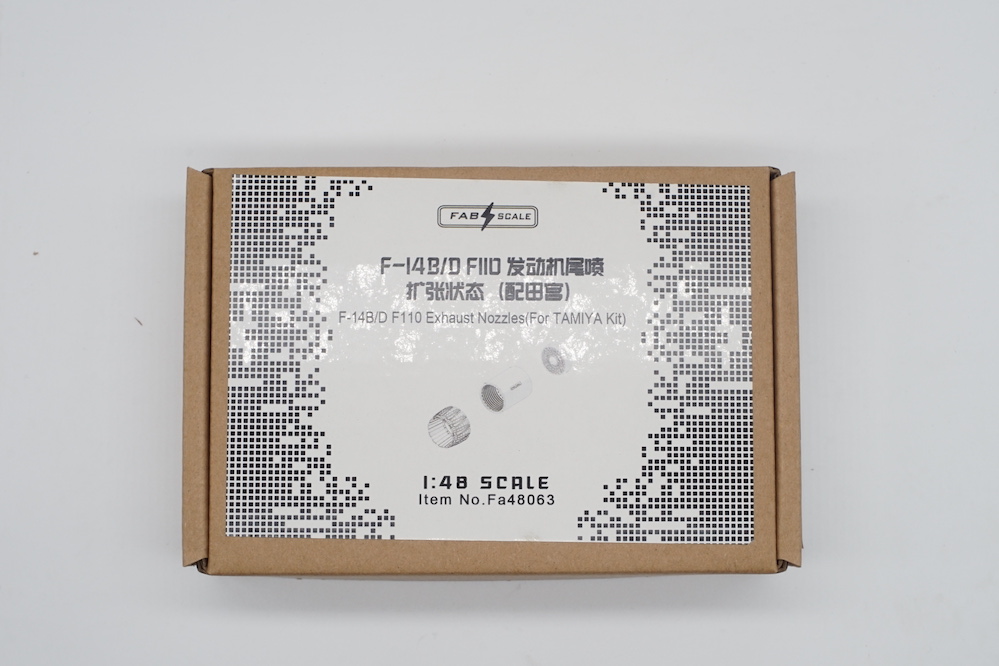 FAB SCALE
F-14B/D F110 发动机尾喷
扩张状态（配田宫）
F-14B/D F110 Exhaust Nozzles(For TAMIYA Kit)
1:48 SCALE
Item No.Fa48063